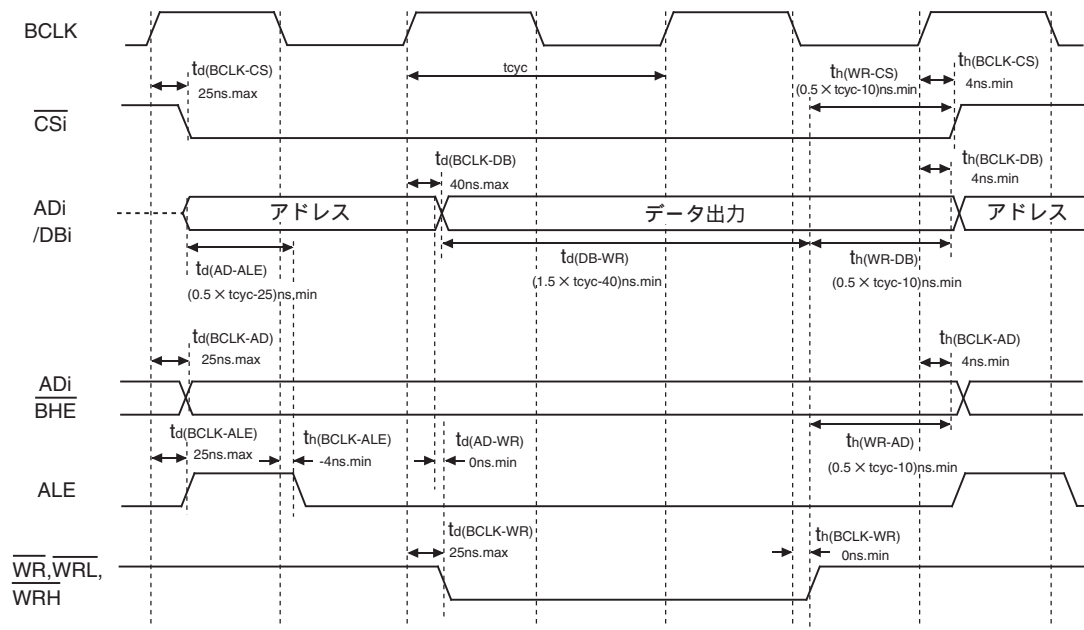 BCLK
td(BCLK-CS)
25ns.max
tcyc
th(WR-CS)
(0.5×tcyc-10)ns.min
th(BCLK-CS)
4ns.min
CSi
td(BCLK-DB)
40ns.max
th(BCLK-DB)
4ns.min
ADi
/DBi
アドレス
データ出力
アドレス
td(AD-ALE)
(0.5×tcyc-25)ns.min
td(DB-WR)
(1.5×tcyc-40)ns.min
th(WR-DB)
(0.5×tcyc-10)ns.min
td(BCLK-AD)
25ns.max
th(BCLK-AD)
4ns.min
ADi
BHE
td(BCLK-ALE)
25ns.max
th(BCLK-ALE)
-4ns.min
td(AD-WR)
0ns.min
th(WR-AD)
(0.5×tcyc-10)ns.min
ALE
td(BCLK-WR)
25ns.max
th(BCLK-WR)
0ns.min
WR,WRL,
WRH